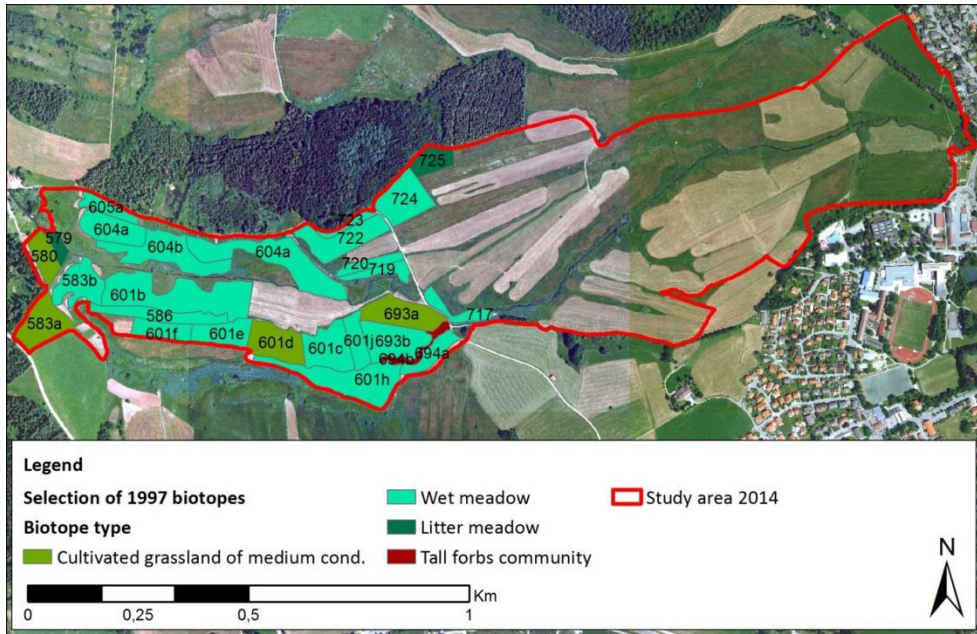 725
724
605a
723
604a
722
604b
604a
579
580
720
719
583b
601b
693a
717
586
583a
601f
601e
601j
693b
601d
601c
694b
694a
601h
Legend
Selection of 1997 biotopes
Wet meadow
Study area 2014
Biotope type
Litter meadow
Cultivated grassland of medium cond.
Tall forbs community
N
Km
0
0,25
0,5
1